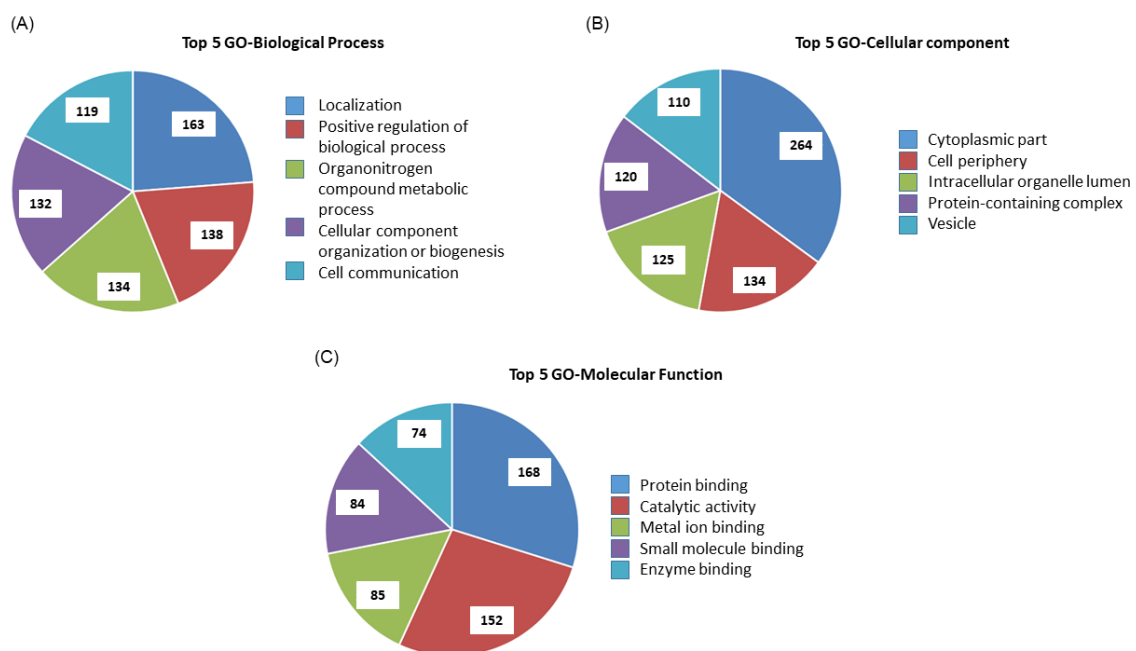 (A)
Top 5 GO-Biological Process
119
163
132
138
134
Localization
Positive regulation of
biological process
Organonitrogen
compound metabolic
process
Cellular component
organization or biogenesis
Cell communication
(B)
Top 5 GO-Cellular component
110
264
120
125
134
Cytoplasmic part
Cell periphery
Intracellular organelle lumen
Protein-containing complex
Vesicle
(C)
Top 5 GO-Molecular Function
74
168
84
85
152
Protein binding
Catalytic activity
Metal ion binding
Small molecule binding
Enzyme binding